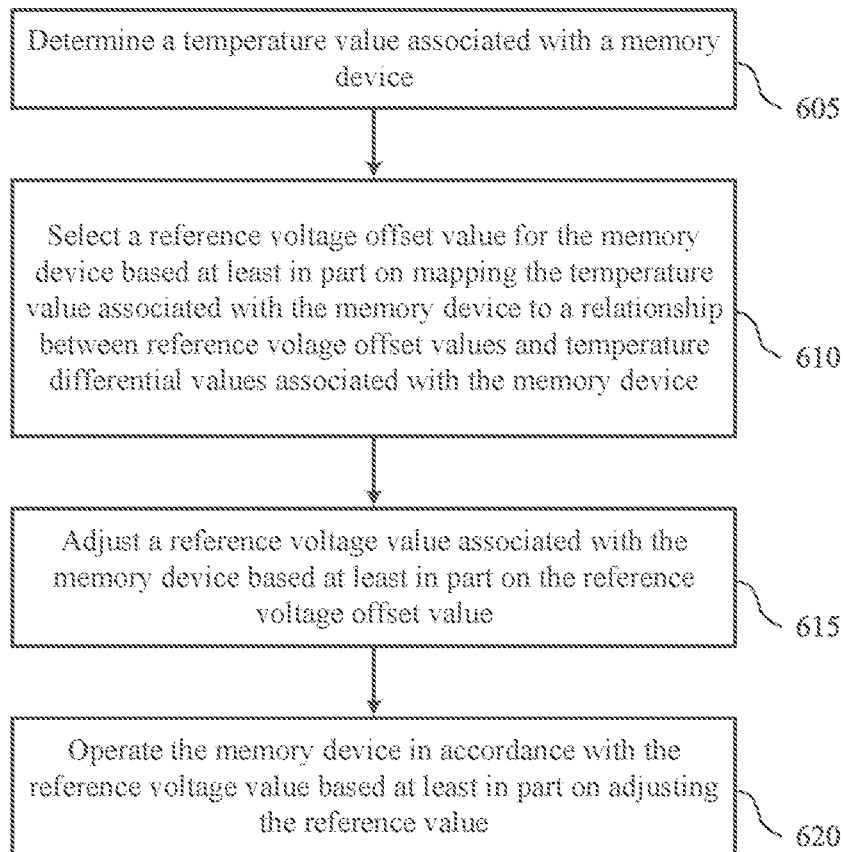 Determine a temperature value associated with a memory
device
605
Select a reference voltage offset value for the memory
device based at least in part on mapping the temperature
value associated with the memory device to a relationship
between reference volage offset values and temperature
differential values associated with the memory device
610
Adjust a reference voltage value associated with the
memory device based at least in part on the reference
voltage offset value
615
Operate the memory device in accordance with the
reference voltage value based at least in part on adjusting
the reference value
620